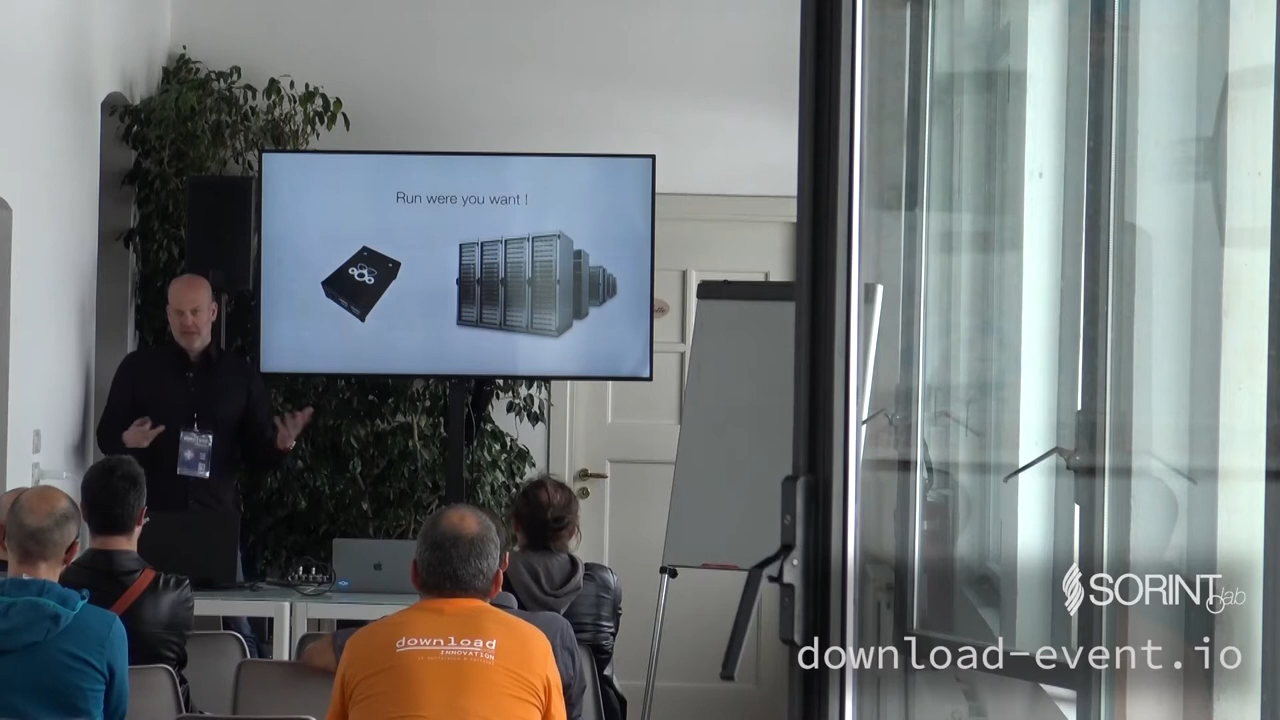 Run were you want !
download
INNOVATION
SORINT
lab
download-event.io